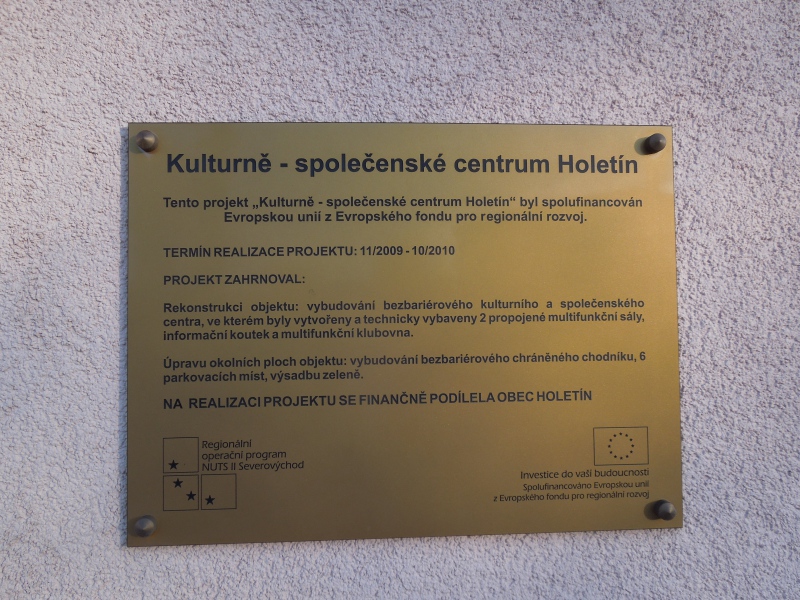 Kulturně - společenské centrum Holetín
Tento projekt „Kulturně - společenské centrum Holetín“ byl spolufinancován
Evropskou unií z Evropského fondu pro regionální rozvoj.
TERMÍN REALIZACE PROJEKTU: 11/2009 - 10/2010
PROJEKT ZAHRNOVAL:
Rekonstrukci objektu: vybudování bezbariérového kulturního a společenského
centra, ve kterém byly vytvořeny a technicky vybaveny 2 propojené multifunkční sály,
informační koutek a multifunkční klubovna.
Úpravu okolních ploch objektu: vybudování bezbariérového chráněného chodníku, 6
parkovacích míst, výsadbu zeleně.
NA REALIZACI PROJEKTU SE FINANČNĚ PODÍLELA OBEC HOLETÍN
Regionální
operační program
NUTS II Severovýchod
Investice do vaší budoucnosti
Spolufinancováno Evropskou unií
z Evropského fondu pro regionální rozvoj